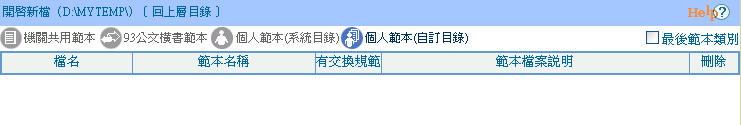 開啓新檔（D:\MYTEMP\）〔 回上層目錄 〕 Help?
機關共用範本 93公文橫書範本 個人範本(系統目錄) 個人範本(自訂目錄) 最後範本類別
檔名 範本名稱 有交換規範 範本檔案説明 刪除